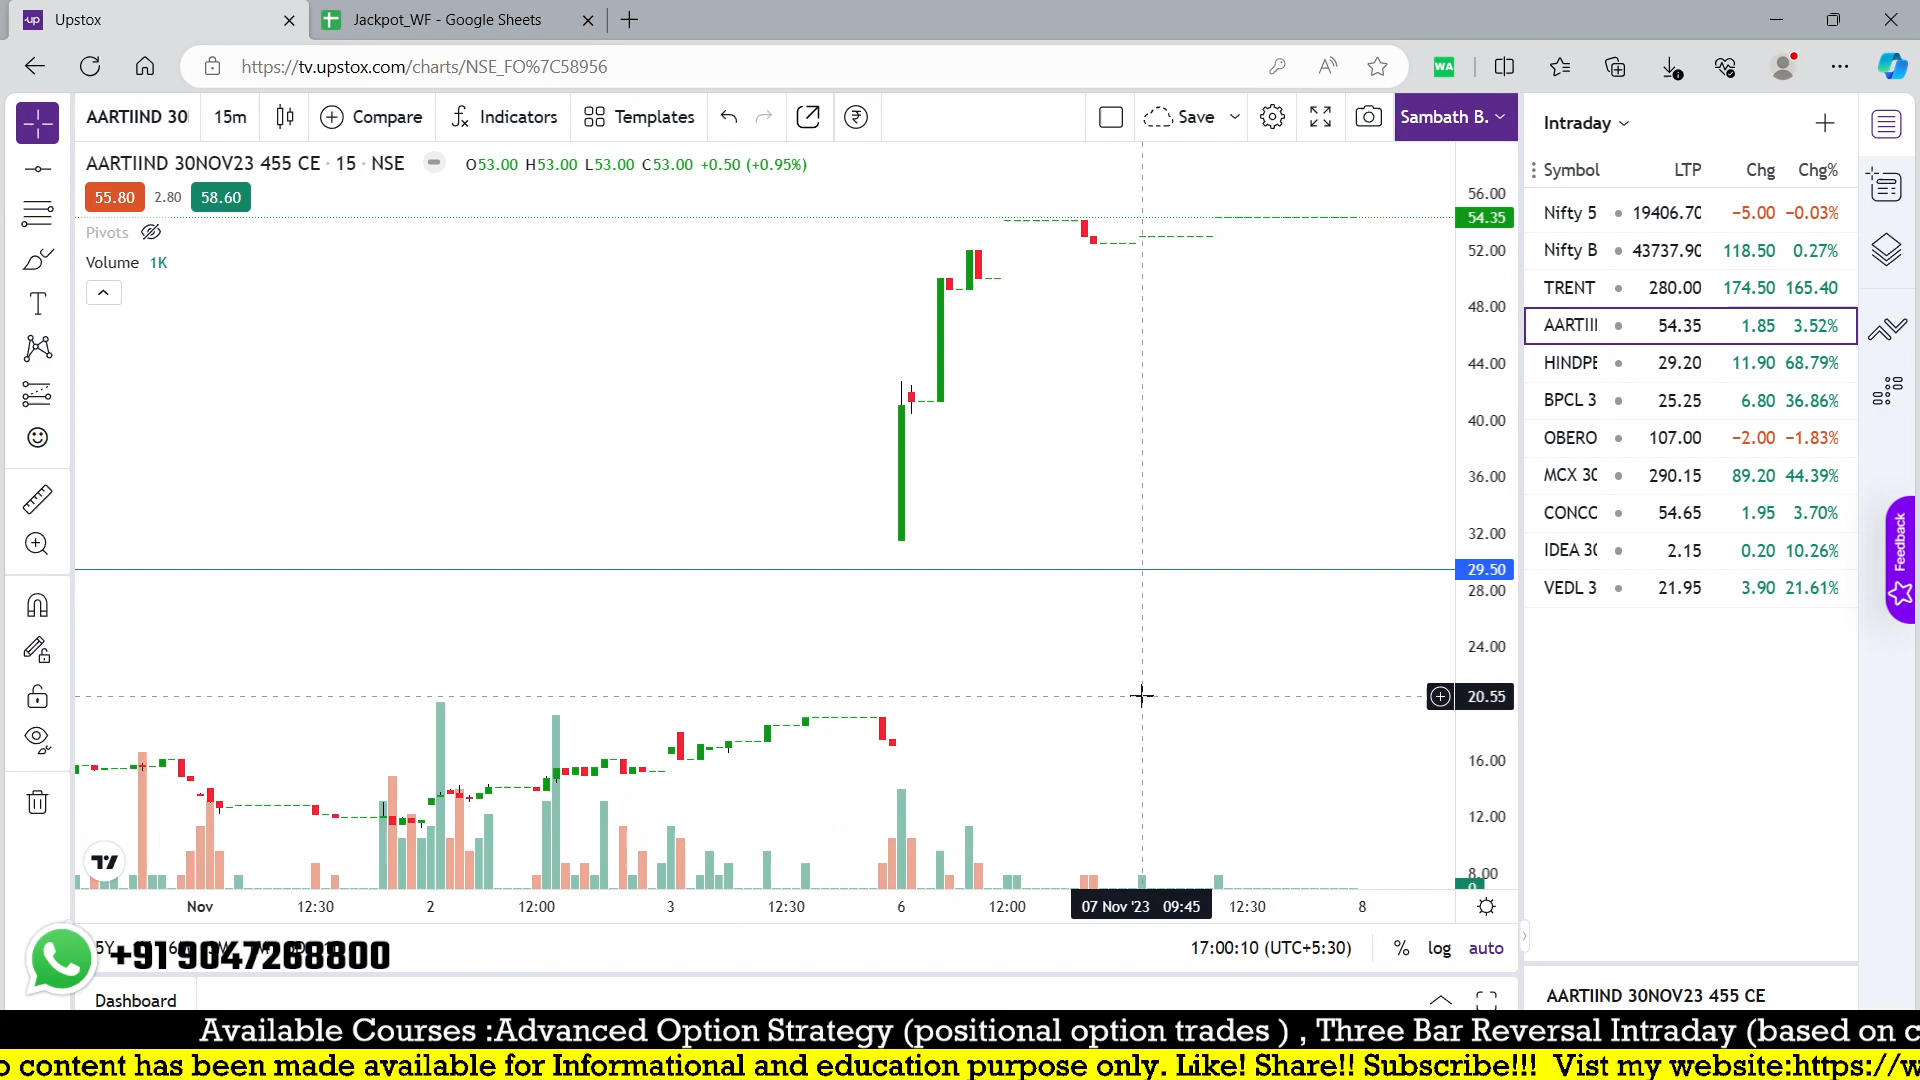 Upstox
Jackpot_WF - Google Sheets
https://tv.upstox.com/charts/NSE_FO%7C58956
WA
AARTIIND 30
15m
Compare
Indicators
Templates
Save
Sambath B.
AARTIIND 30NOV23 455 CE · 15 · NSE
O53.00 H53.00 L53.00 C53.00 +0.50 (+0.95%)
55.80 2.80 58.60
Pivots
Volume 1K
56.00
54.35
52.00
48.00
44.00
40.00
36.00
32.00
29.50
28.00
24.00
20.55
16.00
12.00
8.00
Nov 12:30 2 12:00 3 12:30 6 12:00 07 Nov '23 09:45 12:30 8
17:00:10 (UTC+5:30) % log auto
+91 9047268800
Dashboard
Intraday
Symbol LTP Chg Chg%
Nifty 5 19406.70 −5.00 −0.03%
Nifty B 43737.90 118.50 0.27%
TRENT 280.00 174.50 165.40
AARTII 54.35 1.85 3.52%
HINDPE 29.20 11.90 68.79%
BPCL 3 25.25 6.80 36.86%
OBERO 107.00 −2.00 −1.83%
MCX 30 290.15 89.20 44.39%
CONCO 54.65 1.95 3.70%
IDEA 30 2.15 0.20 10.26%
VEDL 3 21.95 3.90 21.61%
Feedback
AARTIIND 30NOV23 455 CE
Available Courses :Advanced Option Strategy (positional option trades ) , Three Bar Reversal Intraday (based on c
o content has been made available for Informational and education purpose only. Like! Share!! Subscribe!!! Vist my website:https://w